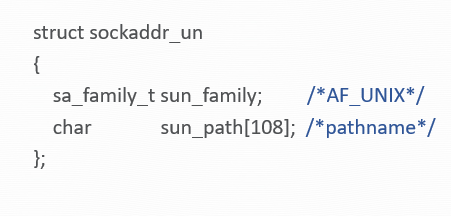 struct sockaddr_un
{
sa_family_t sun_family; /*AF_UNIX*/
char sun_path[108]; /*pathname*/
};